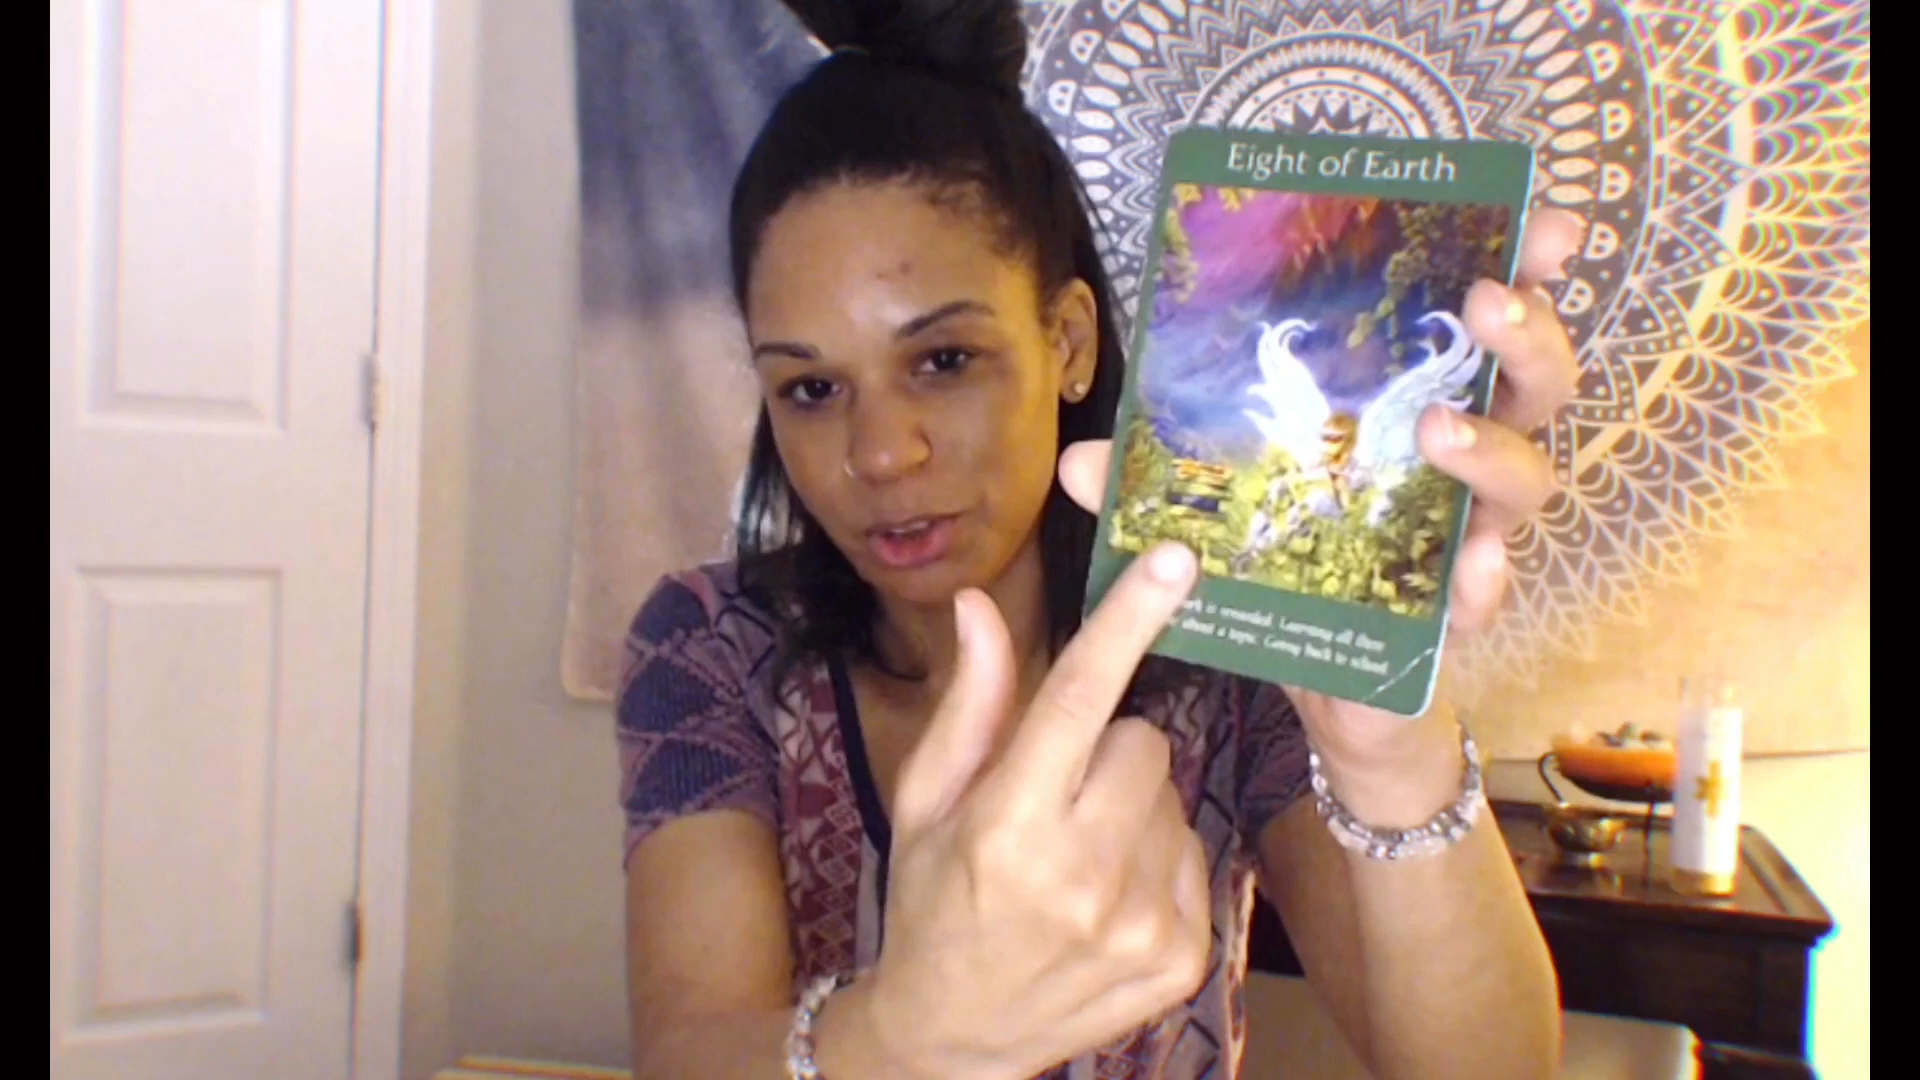 Eight of Earth
is rewarded. Learning all there
about a topic. Going back to school.